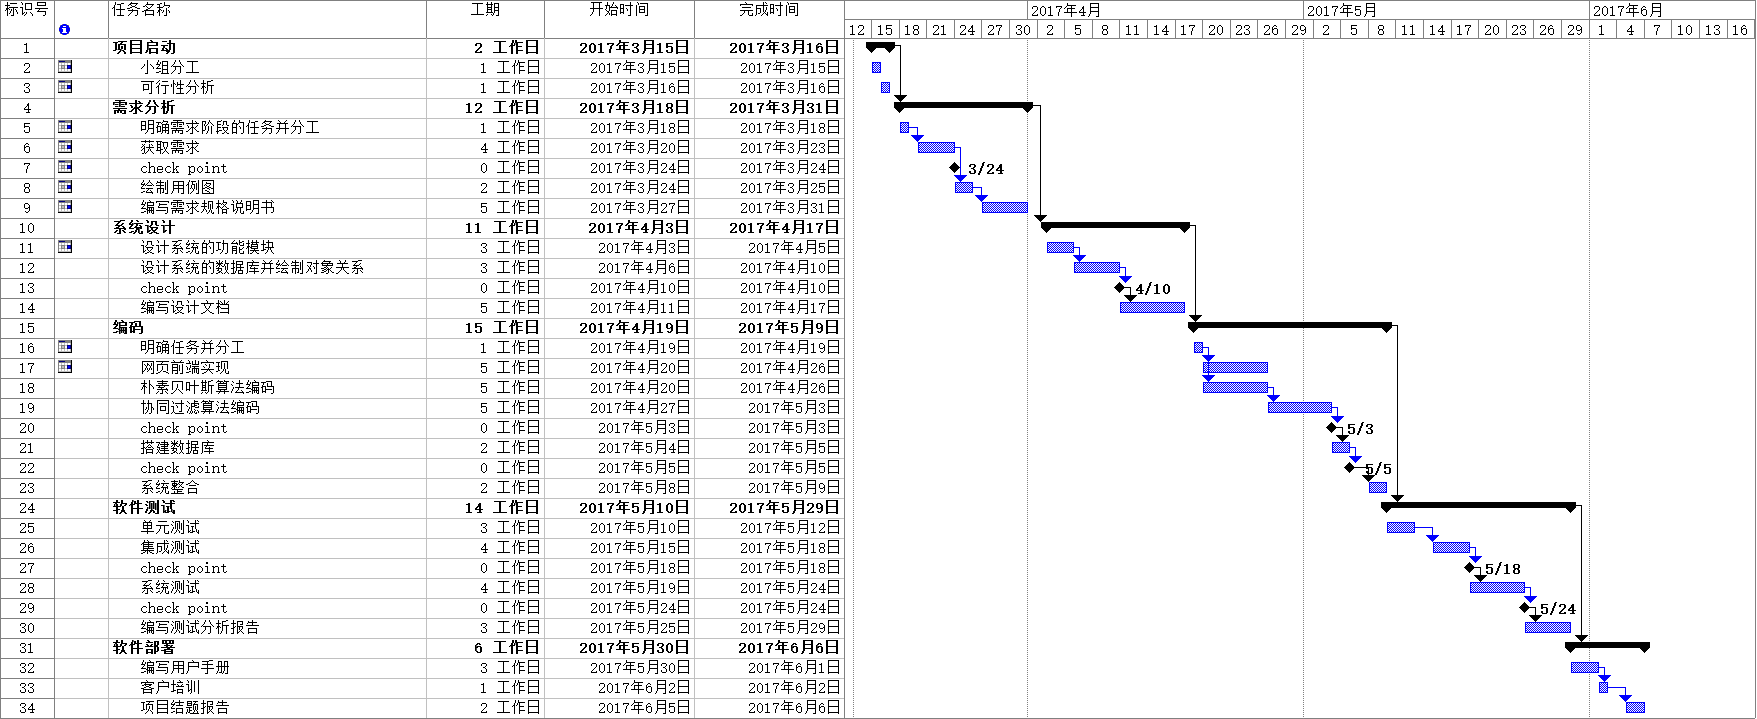 标识号 任务名称 工期 开始时间 完成时间 2017年4月 2017年5月 2017年6月
12 15 18 21 24 27 30 2 5 8 11 14 17 20 23 26 29 2 5 8 11 14 17 20 23 26 29 1 4 7 10 13 16
1 项目启动 2 工作日 2017年3月15日 2017年3月16日
2 小组分工 1 工作日 2017年3月15日 2017年3月15日
3 可行性分析 1 工作日 2017年3月16日 2017年3月16日
4 需求分析 12 工作日 2017年3月18日 2017年3月31日
5 明确需求阶段的任务并分工 1 工作日 2017年3月18日 2017年3月18日
6 获取需求 4 工作日 2017年3月20日 2017年3月23日
7 check point 0 工作日 2017年3月24日 2017年3月24日 3/24
8 绘制用例图 2 工作日 2017年3月24日 2017年3月25日
9 编写需求规格说明书 5 工作日 2017年3月27日 2017年3月31日
10 系统设计 11 工作日 2017年4月3日 2017年4月17日
11 设计系统的功能模块 3 工作日 2017年4月3日 2017年4月5日
12 设计系统的数据库并绘制对象关系 3 工作日 2017年4月6日 2017年4月10日
13 check point 0 工作日 2017年4月10日 2017年4月10日 4/10
14 编写设计文档 5 工作日 2017年4月11日 2017年4月17日
15 编码 15 工作日 2017年4月19日 2017年5月9日
16 明确任务并分工 1 工作日 2017年4月19日 2017年4月19日
17 网页前端实现 5 工作日 2017年4月20日 2017年4月26日
18 朴素贝叶斯算法编码 5 工作日 2017年4月20日 2017年4月26日
19 协同过滤算法编码 5 工作日 2017年4月27日 2017年5月3日
20 check point 0 工作日 2017年5月3日 2017年5月3日 5/3
21 搭建数据库 2 工作日 2017年5月4日 2017年5月5日
22 check point 0 工作日 2017年5月5日 2017年5月5日 5/5
23 系统整合 2 工作日 2017年5月8日 2017年5月9日
24 软件测试 14 工作日 2017年5月10日 2017年5月29日
25 单元测试 3 工作日 2017年5月10日 2017年5月12日
26 集成测试 4 工作日 2017年5月15日 2017年5月18日
27 check point 0 工作日 2017年5月18日 2017年5月18日 5/18
28 系统测试 4 工作日 2017年5月19日 2017年5月24日
29 check point 0 工作日 2017年5月24日 2017年5月24日 5/24
30 编写测试分析报告 3 工作日 2017年5月25日 2017年5月29日
31 软件部署 6 工作日 2017年5月30日 2017年6月6日
32 编写用户手册 3 工作日 2017年5月30日 2017年6月1日
33 客户培训 1 工作日 2017年6月2日 2017年6月2日
34 项目结题报告 2 工作日 2017年6月5日 2017年6月6日